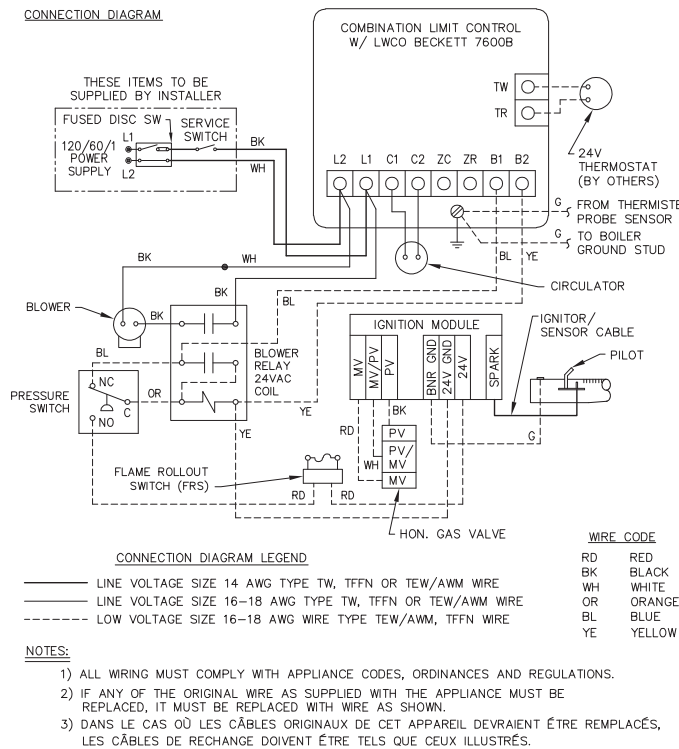 CONNECTION DIAGRAM
COMBINATION LIMIT CONTROL
W/ LWCO BECKETT 7600B
THESE ITEMS TO BE
SUPPLIED BY INSTALLER
FUSED DISC SW
SERVICE
SWITCH
120/60/1
POWER
SUPPLY
L1
L2
BK
WH
TW
TR
24V
THERMOSTAT
(BY OTHERS)
L2 L1 C1 C2 ZC ZR B1 B2
G FROM THERMISTE
PROBE SENSOR
G TO BOILER
GROUND STUD
BL YE
CIRCULATOR
BK WH
BK
BL
BLOWER
BK
BLOWER
RELAY
24VAC
COIL
BL
NC
OR
C
NO
PRESSURE
SWITCH
YE
YE
IGNITION MODULE
MV
MV/PV
PV
BNR GND
24V GND
24V
SPARK
IGNITOR/
SENSOR CABLE
PILOT
G
BK
RD
WH
PV
PV/
MV
MV
HON. GAS VALVE
FLAME ROLLOUT
SWITCH (FRS)
RD RD
WIRE CODE
RD RED
BK BLACK
WH WHITE
OR ORANGE
BL BLUE
YE YELLOW
CONNECTION DIAGRAM LEGEND
LINE VOLTAGE SIZE 14 AWG TYPE TW, TFFN OR TEW/AWM WIRE
LINE VOLTAGE SIZE 16-18 AWG TYPE TW, TFFN OR TEW/AWM WIRE
LOW VOLTAGE SIZE 16-18 AWG WIRE TYPE TEW/AWM, TFFN WIRE
NOTES:
1) ALL WIRING MUST COMPLY WITH APPLIANCE CODES, ORDINANCES AND REGULATIONS.
2) IF ANY OF THE ORIGINAL WIRE AS SUPPLIED WITH THE APPLIANCE MUST BE
REPLACED, IT MUST BE REPLACED WITH WIRE AS SHOWN.
3) DANS LE CAS OÙ LES CÂBLES ORIGINAUX DE CET APPAREIL DEVRAIENT ÉTRE REMPLACÉS,
LES CÂBLES DE RECHANGE DOIVENT ÉTRE TELS QUE CEUX ILLUSTRÉS.